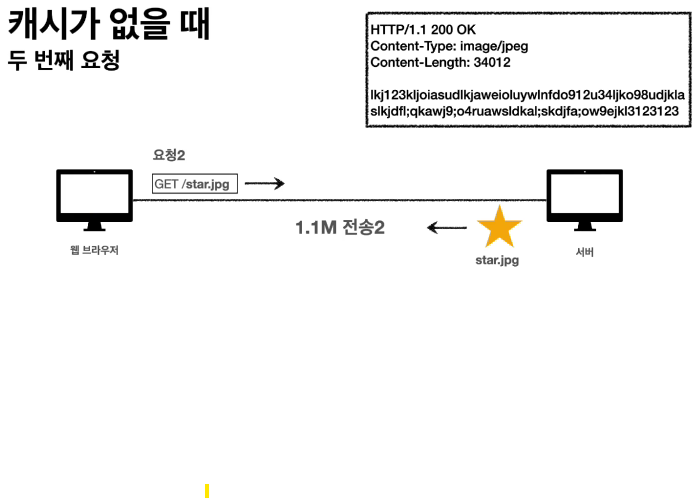 캐시가 없을 때
두 번째 요청
HTTP/1.1 200 OK
Content-Type: image/jpeg
Content-Length: 34012
lkj123kljoiasudlkjaweioluywlnfdo912u34ljko98udjkla
slkjdfl;qkawj9;o4ruawsldkal;skdjfa;ow9ejkl3123123
요청2
GET /star.jpg
1.1M 전송2
star.jpg
웹 브라우저
서버